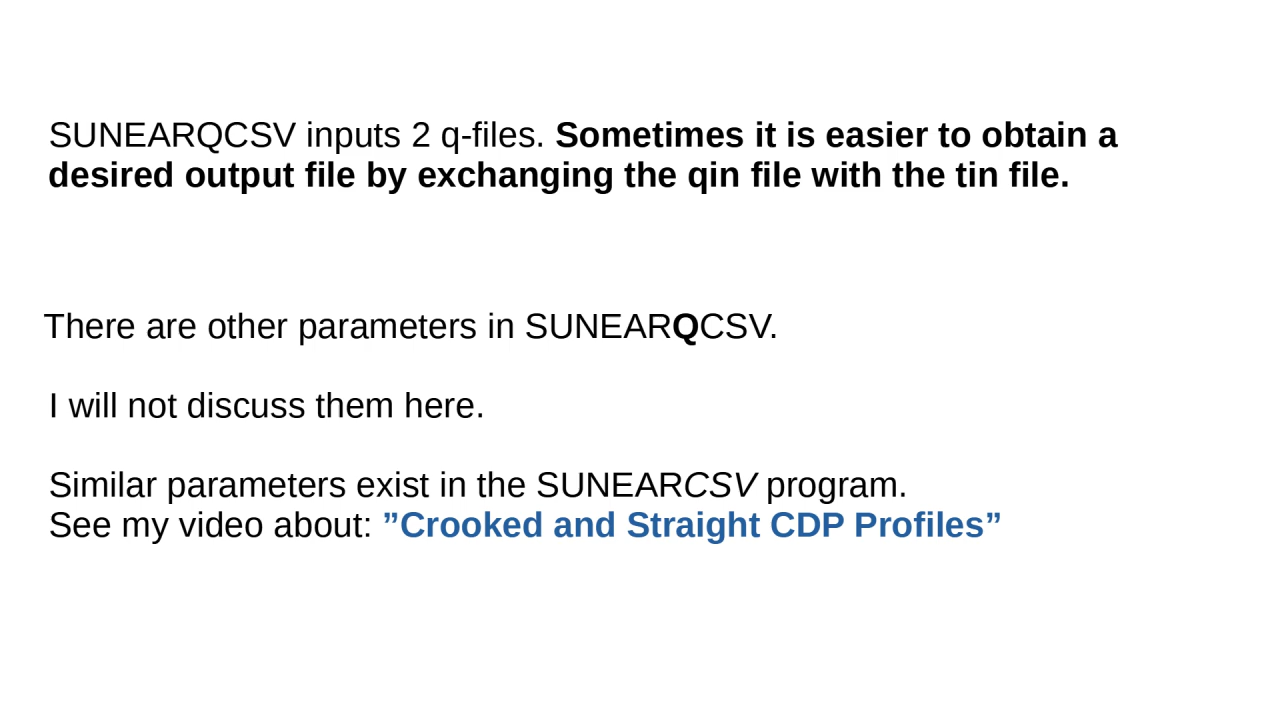 SUNEARQCSV inputs 2 q-files. Sometimes it is easier to obtain a
desired output file by exchanging the qin file with the tin file.
There are other parameters in SUNEARQCSV.
I will not discuss them here.
Similar parameters exist in the SUNEARCSV program.
See my video about: ”Crooked and Straight CDP Profiles”